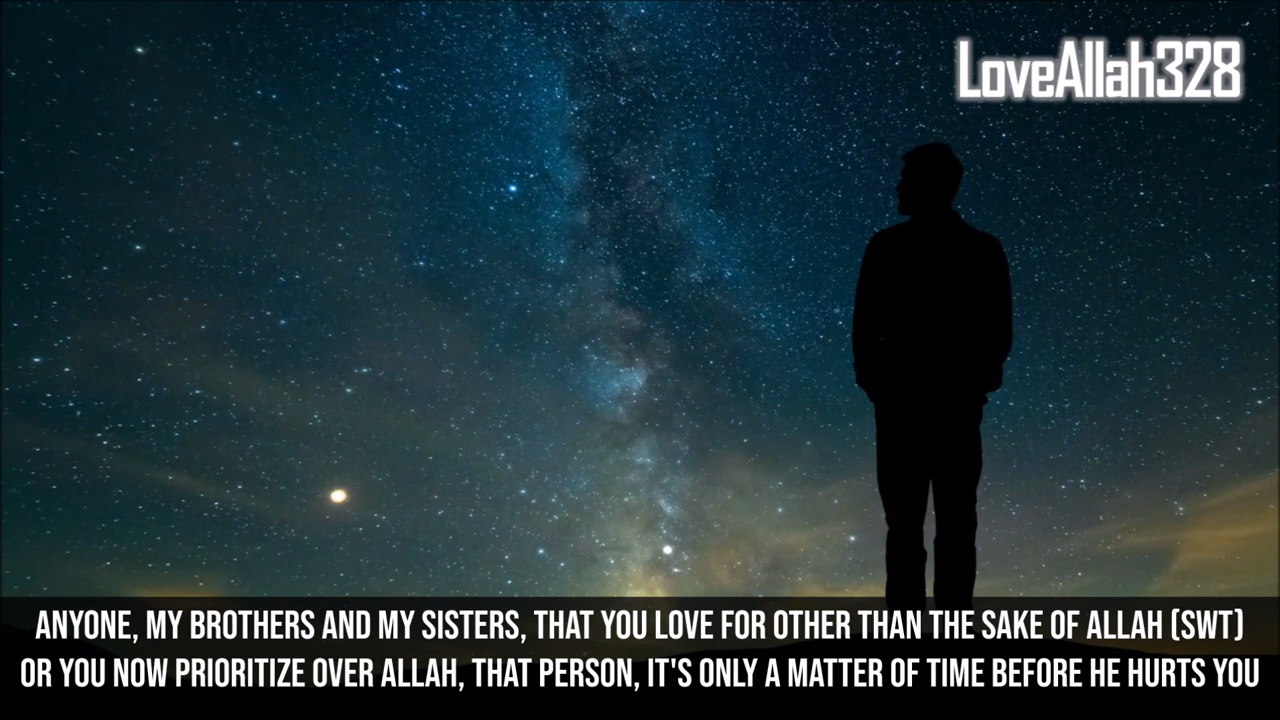 LoveAllah328
ANYONE, MY BROTHERS AND MY SISTERS, THAT YOU LOVE FOR OTHER THAN THE SAKE OF ALLAH (SWT)
OR YOU NOW PRIORITIZE OVER ALLAH, THAT PERSON, IT'S ONLY A MATTER OF TIME BEFORE HE HURTS YOU